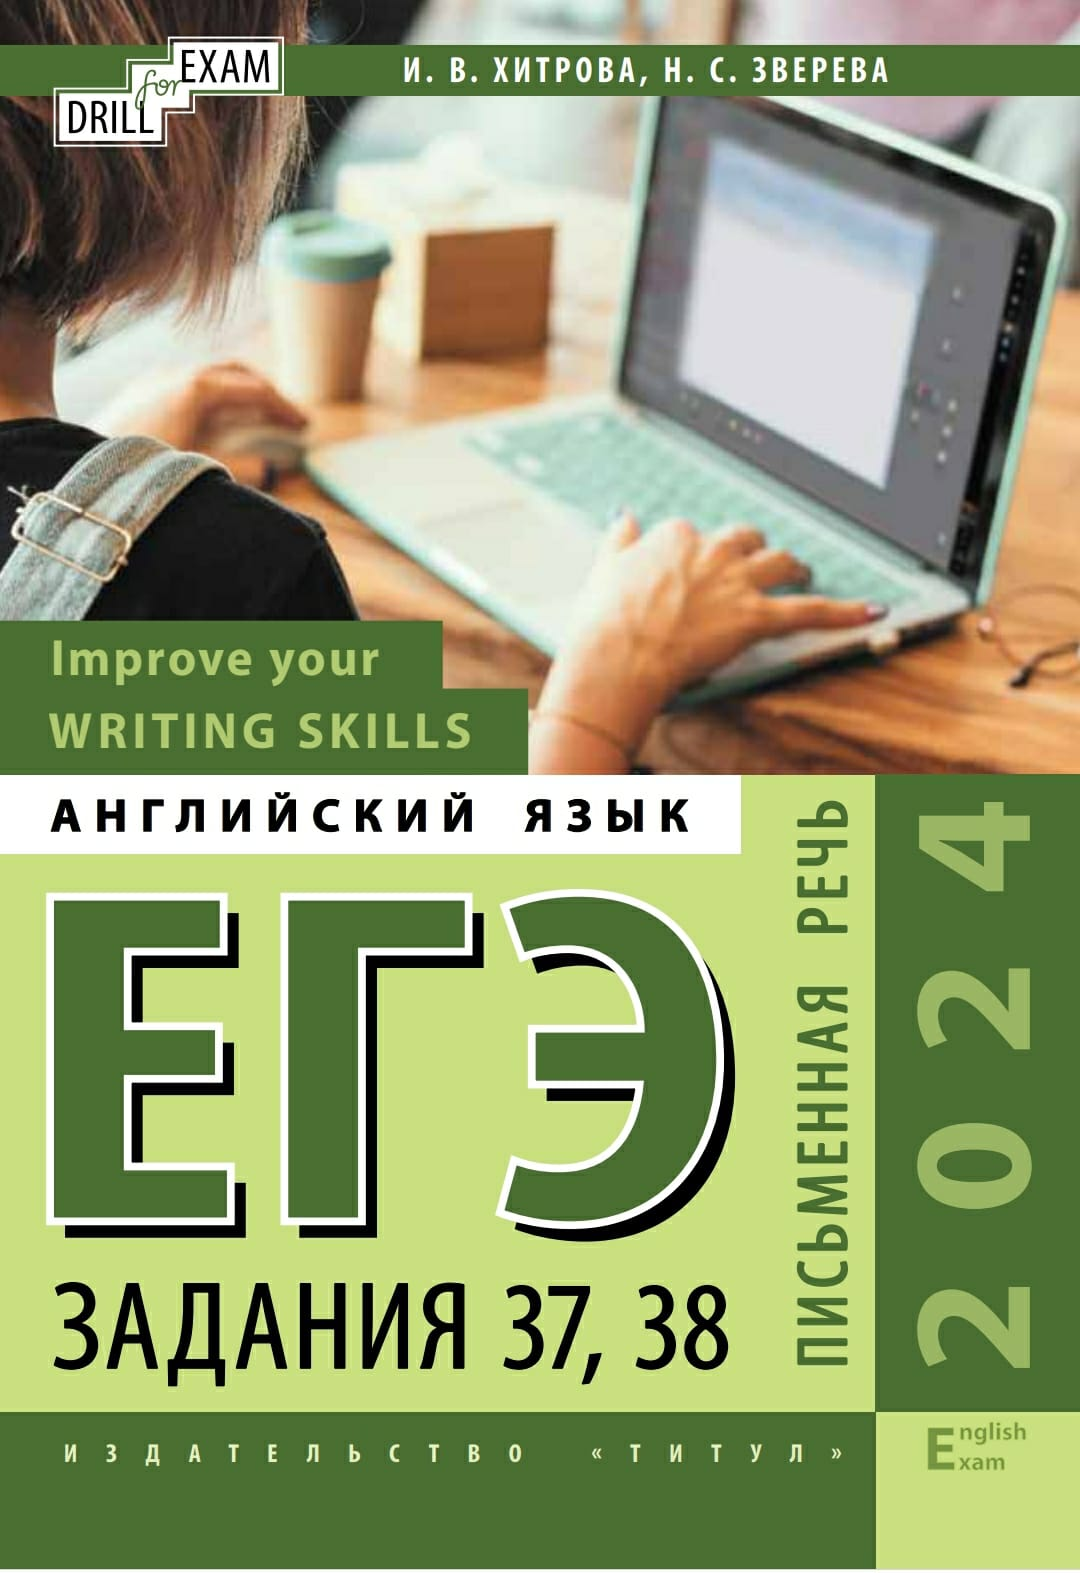 DRILL for EXAM
И. В. ХИТРОВА, Н. С. ЗВЕРЕВА
Improve your
WRITING SKILLS
АНГЛИЙСКИЙ ЯЗЫК
ЕГЭ
ЗАДАНИЯ 37, 38
ПИСЬМЕННАЯ РЕЧЬ
2024
ИЗДАТЕЛЬСТВО «ТИТУЛ»
English
Exam